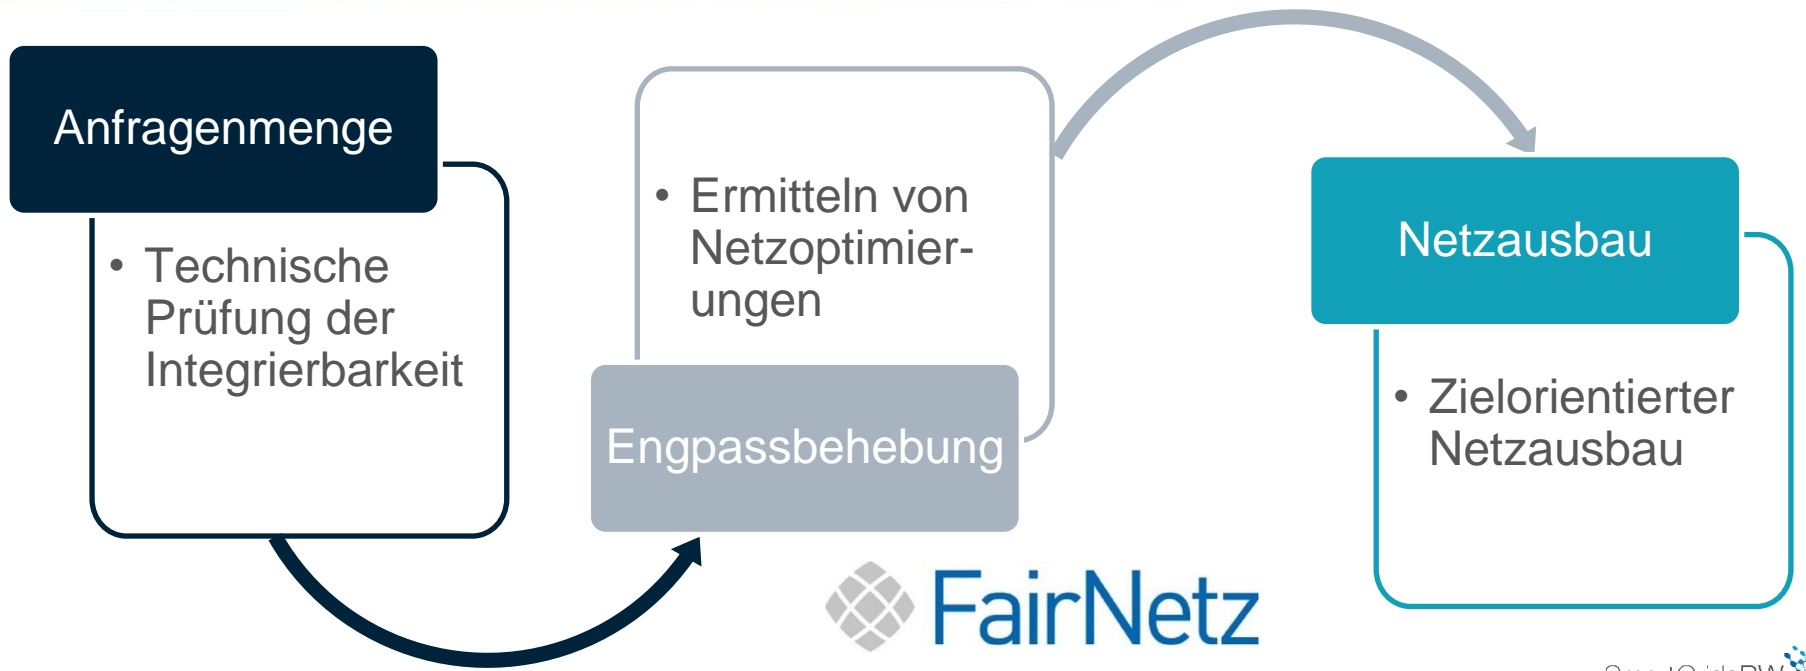 Anfragenmenge
• Technische
Prüfung der
Integrierbarkeit
• Ermitteln von
Netzoptimier-
ungen
Engpassbehebung
Netzausbau
• Zielorientierter
Netzausbau
FairNetz